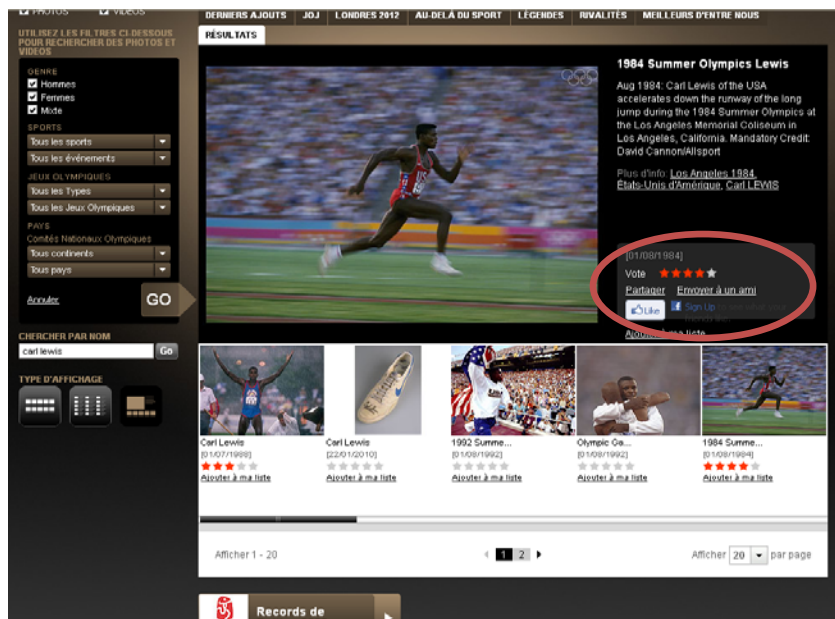 PHOTOS VIDEOS
DERNIERS AJOUTS JOJ LONDRES 2012 AU-DELÀ DU SPORT LÉGENDES RIVALITÉS MEILLEURS D'ENTRE NOUS
UTILISEZ LES FILTRES CI-DESSOUS
POUR RECHERCHER DES PHOTOS ET
VIDEOS
GENRE
Hommes
Femmes
Mixte
SPORTS
Tous les sports
Tous les événements
JEUX OLYMPIQUES
Tous les Types
Tous les Jeux Olympiques
PAYS
Comités Nationaux Olympiques
Tous continents
Tous pays
Annuler
GO
CHERCHER PAR NOM
carl lewis
Go
TYPE D'AFFICHAGE
RÉSULTATS
1984 Summer Olympics Lewis
Aug 1984: Carl Lewis of the USA
accelerates down the runway of the long
jump during the 1984 Summer Olympics at
the Los Angeles Memorial Coliseum in
Los Angeles, California. Mandatory Credit:
David Cannon/Allsport
Plus d'info: Los Angeles 1984,
États-Unis d'Amérique, Carl LEWIS
[01/08/1984]
Vote
Partager Envoyer à un ami
Like Sign Up to see what your
Ajouter à ma liste
Carl Lewis
[01/07/1988]
Ajouter à ma liste
Carl Lewis
[22/01/2010]
Ajouter à ma liste
1992 Summe...
[01/08/1992]
Ajouter à ma liste
Olympic Ga...
[01/08/1992]
Ajouter à ma liste
1984 Summe...
[01/08/1984]
Ajouter à ma liste
Afficher 1 - 20
1 2
Afficher 20 par page
Records de